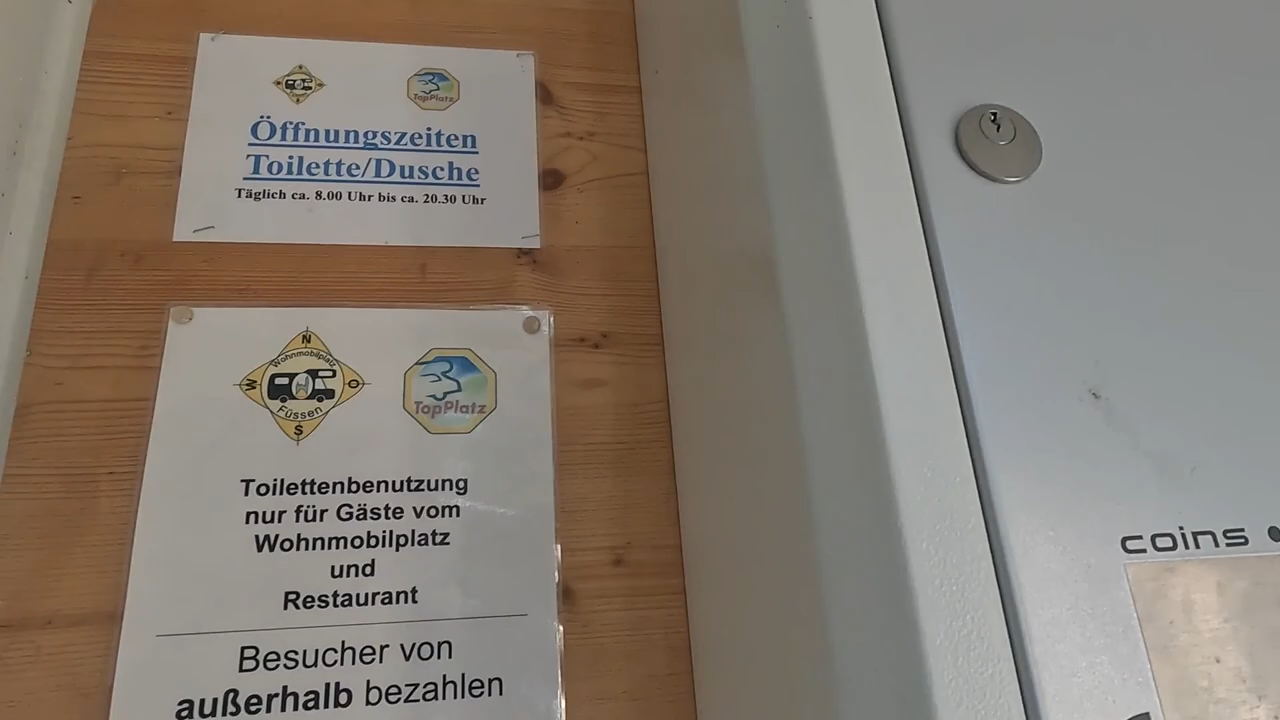 TopPlatz
Öffnungszeiten
Toilette/Dusche
Täglich ca. 8.00 Uhr bis ca. 20.30 Uhr
N
Wohnmobilplatz
W
O
Füssen
S
TopPlatz
Toilettenbenutzung
nur für Gäste vom
Wohnmobilplatz
und
Restaurant
Besucher von
außerhalb bezahlen
coins